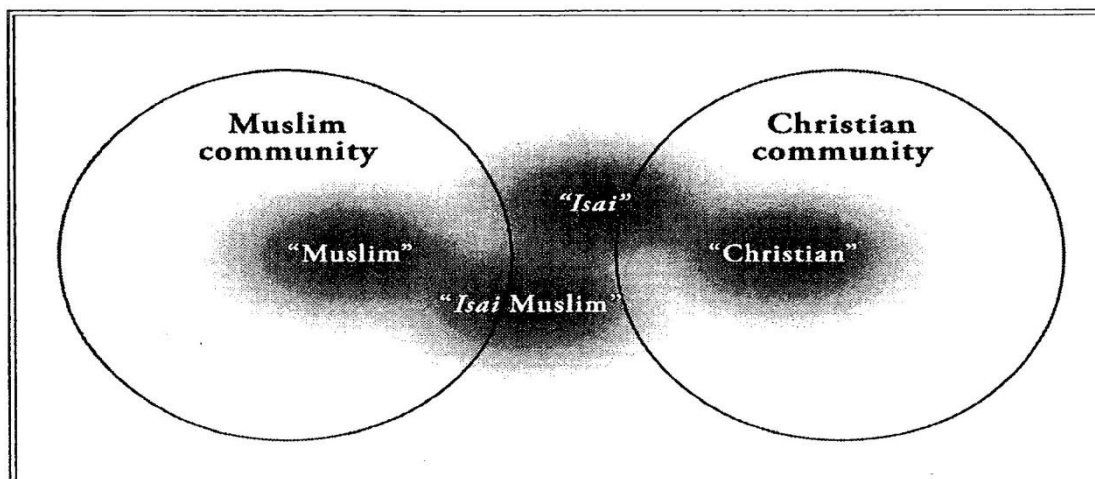 Muslim
community
Christian
community
“Isai”
“Muslim”
“Christian”
“Isai Muslim”